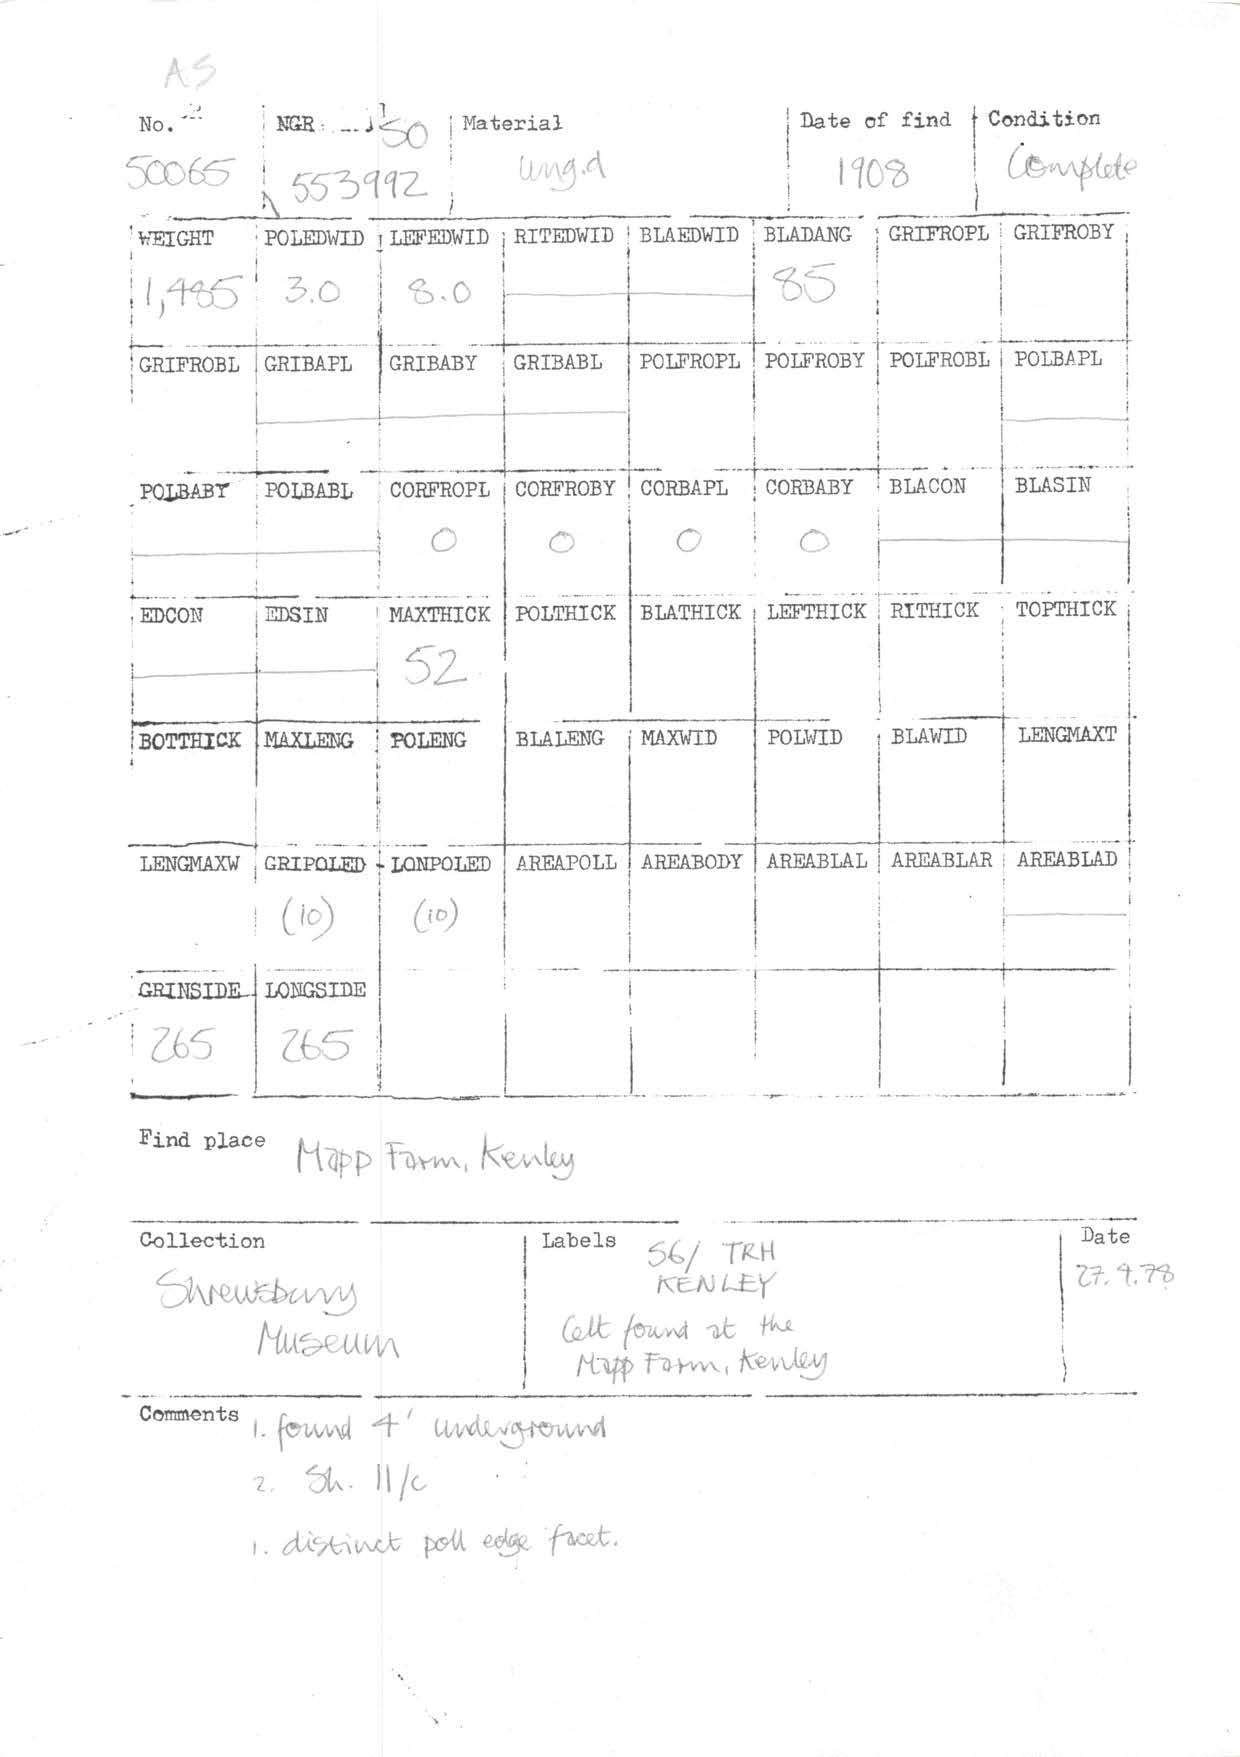 AS
No. NGR 50 Material Date of find Condition
50065 553992 ung.d 1908 Complete
WEIGHT POLEDWID LEFEDWID RITEDWID BLAEDWID BLADANG GRIFROPL GRIFROBY
1,485 3.0 8.0 85
GRIFROBL GRIBAPL GRIBABY GRIBABL POLFROPL POLFROBY POLFROBL POLBAPL
POLBABY POLBABL CORFROPL CORFROBY CORBAPL CORBABY BLACON BLASIN
0 0 0 0
EDCON EDSIN MAXTHICK POLTHICK BLATHICK LEFTHICK RITHICK TOPTHICK
52
BOTTHICK MAXLENG POLENG BLALENG MAXWID POLWID BLAWID LENGMAXT
LENGMAXW GRIPOLED LONPOLED AREAPOLL AREABODY AREABLAL AREABLAR AREABLAD
(10) (10)
GRINSIDE LONGSIDE
265 265
Find place Mapp Farm, Kenley
Collection Labels Date
Shrewsbury
Museum
56/ TRH
KENLEY
Celt found at the
Mapp Farm, Kenley
27.9.78
Comments 1. found 4' underground
2. Sh. 11/c
1. distinct poll edge facet.